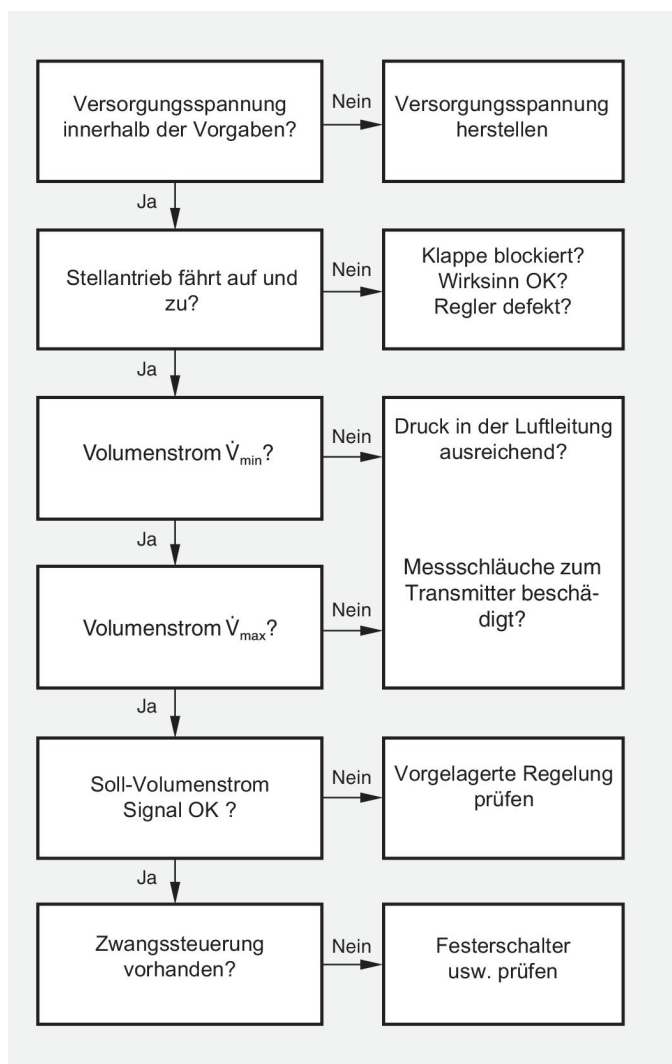 Versorgungsspannung
innerhalb der Vorgaben?
Nein
Versorgungsspannung
herstellen
Ja
Stellantrieb fährt auf und
zu?
Nein
Klappe blockiert?
Wirksinn OK?
Regler defekt?
Ja
Volumenstrom V̇min?
Nein
Druck in der Luftleitung
ausreichend?
Ja
Volumenstrom V̇max?
Nein
Messschläuche zum
Transmitter beschä-
digt?
Ja
Soll-Volumenstrom
Signal OK ?
Nein
Vorgelagerte Regelung
prüfen
Ja
Zwangssteuerung
vorhanden?
Nein
Festerschalter
usw. prüfen